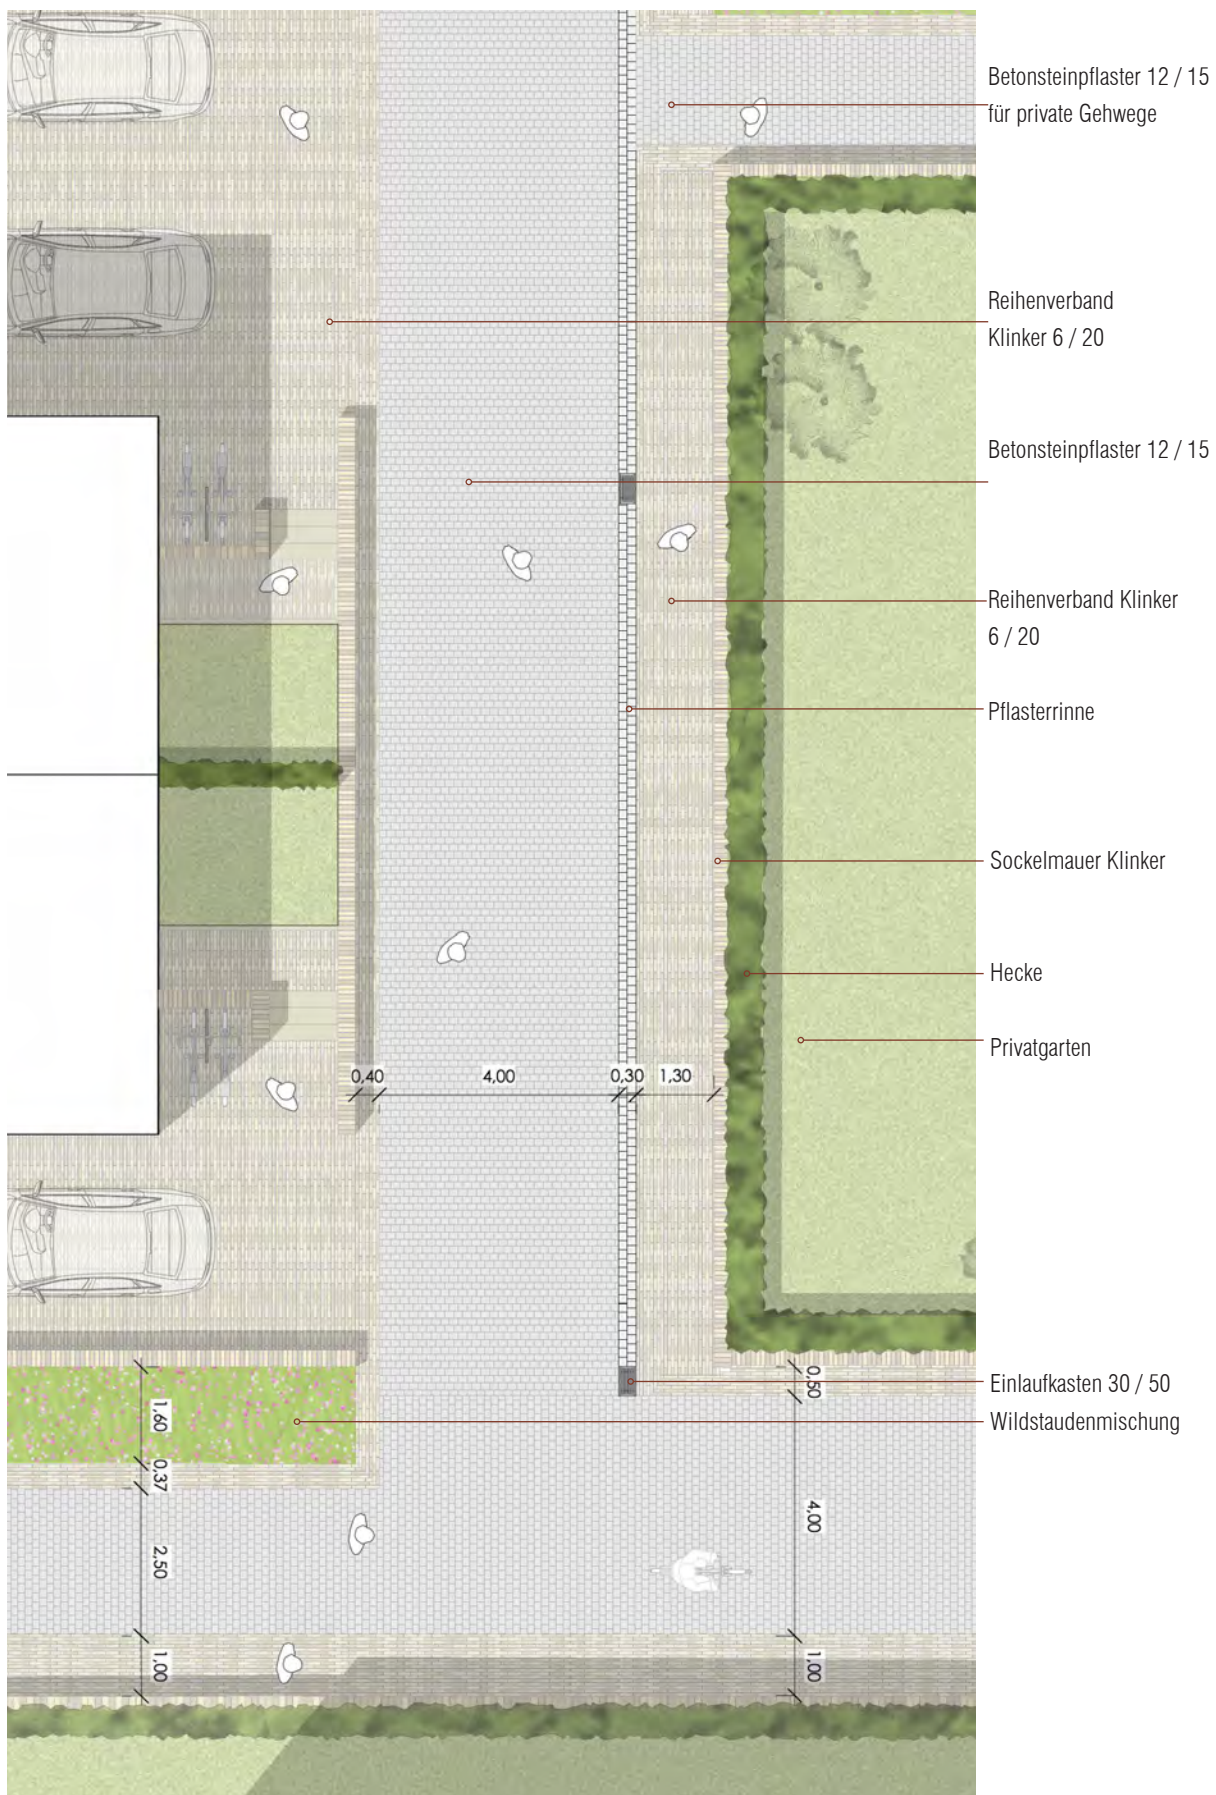 Betonsteinpflaster 12 / 15
für private Gehwege
Reihenverband
Klinker 6 / 20
Betonsteinpflaster 12 / 15
Reihenverband Klinker
6 / 20
Pflasterrinne
Sockelmauer Klinker
Hecke
Privatgarten
0,40 4,00 0,30 1,30
Einlaufkasten 30 / 50
Wildstaudenmischung
1,60
0,37
2,50
1,00
0,50
4,00
1,00